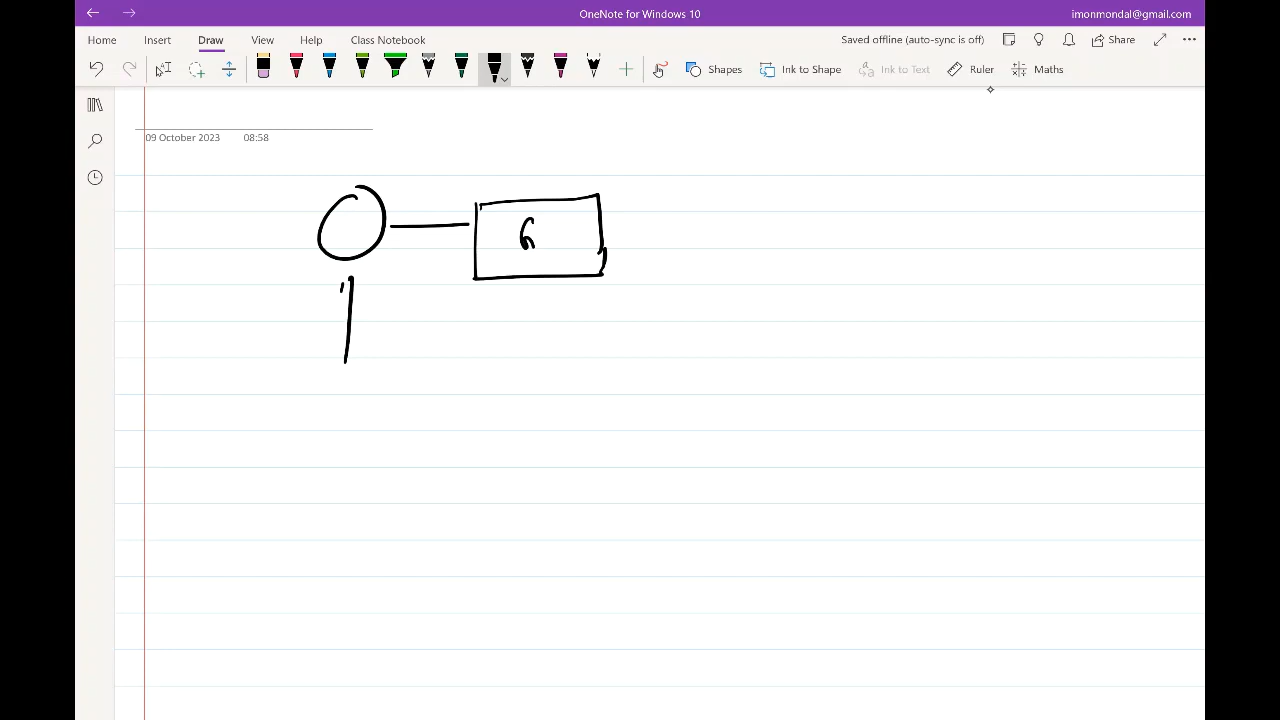 OneNote for Windows 10
imonmondal@gmail.com
Home Insert Draw View Help Class Notebook
Saved offline (auto-sync is off) Share
Shapes Ink to Shape Ink to Text Ruler Maths
09 October 2023 08:58